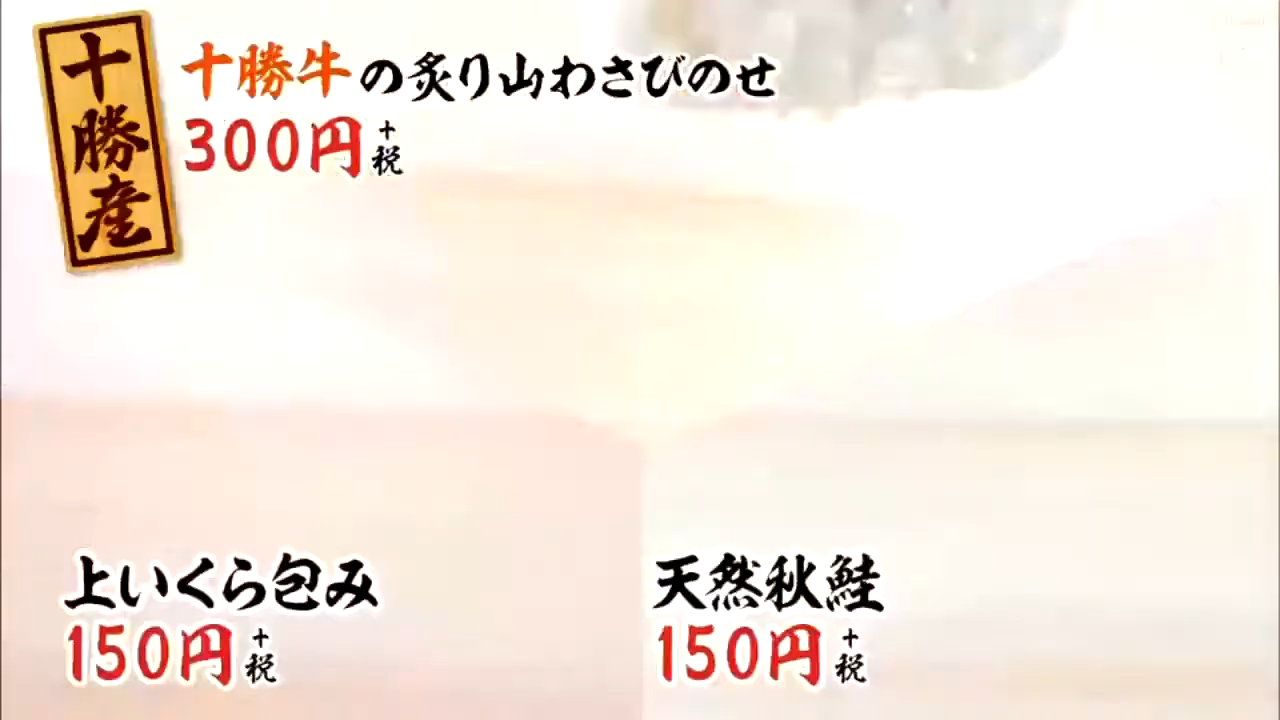 十勝産
十勝牛の炙り山わさびのせ
300円+税
上いくら包み
150円+税
天然秋鮭
150円+税